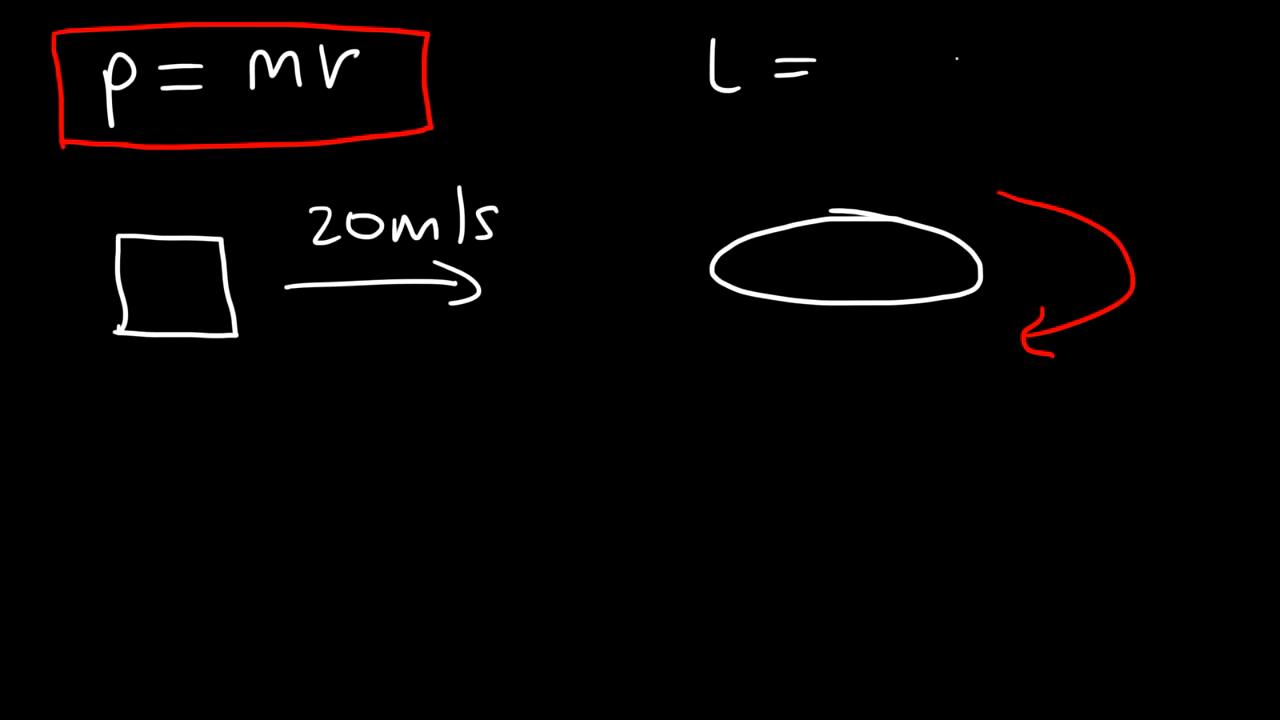 p = mv
L =
20m/s